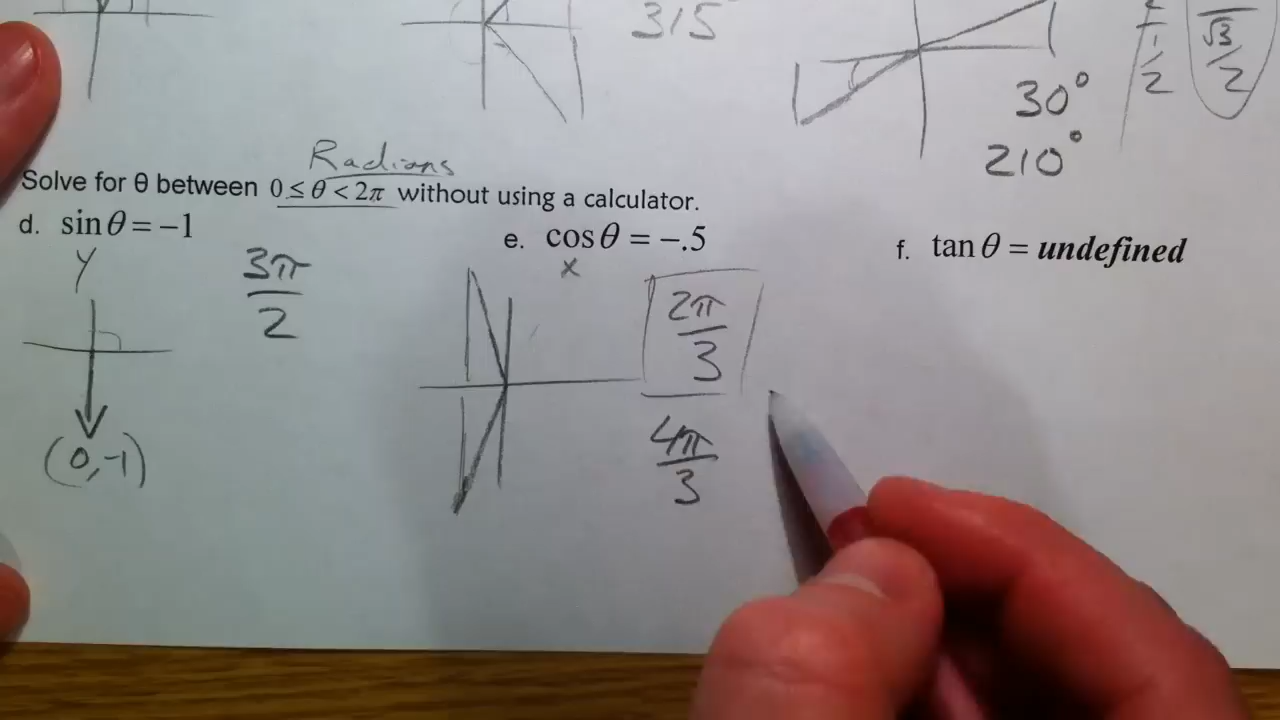 315°
30°
210°
1/2
√3/2
Radians
Solve for θ between 0 ≤ θ < 2π without using a calculator.
d. sin θ = −1
e. cos θ = −.5
f. tan θ = undefined
y
3π/2
(0,-1)
x
2π/3
4π/3